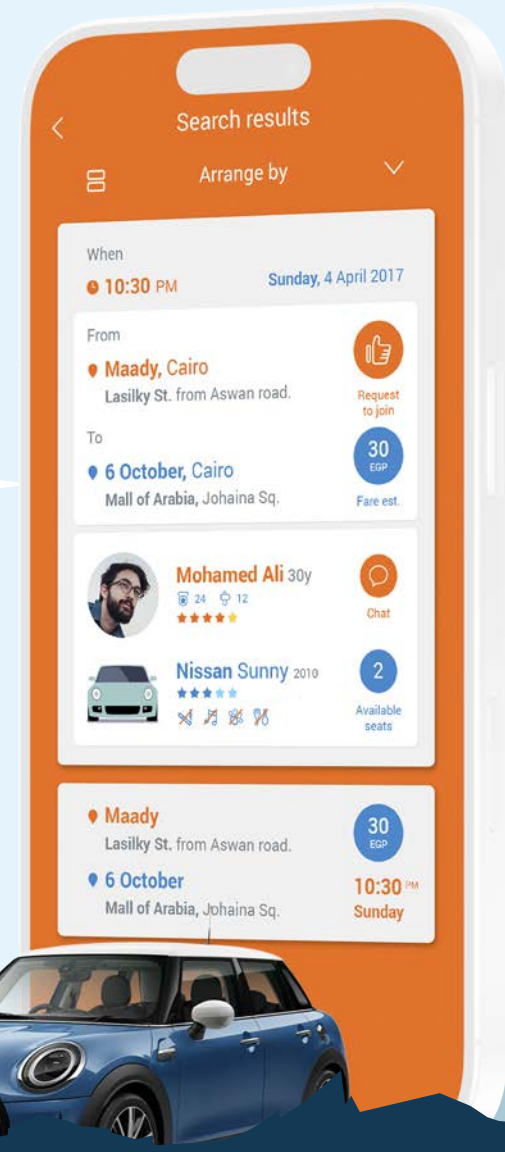 Search results
Arrange by
When
10:30 PM
Sunday, 4 April 2017
From
Maady, Cairo
Lasilky St. from Aswan road.
Request
to join
To
6 October, Cairo
Mall of Arabia, Johaina Sq.
30
EGP
Fare est.
Mohamed Ali 30y
24 12
Chat
Nissan Sunny 2010
2
Available
seats
Maady
Lasilky St. from Aswan road.
30
EGP
6 October
Mall of Arabia, Johaina Sq.
10:30 PM
Sunday